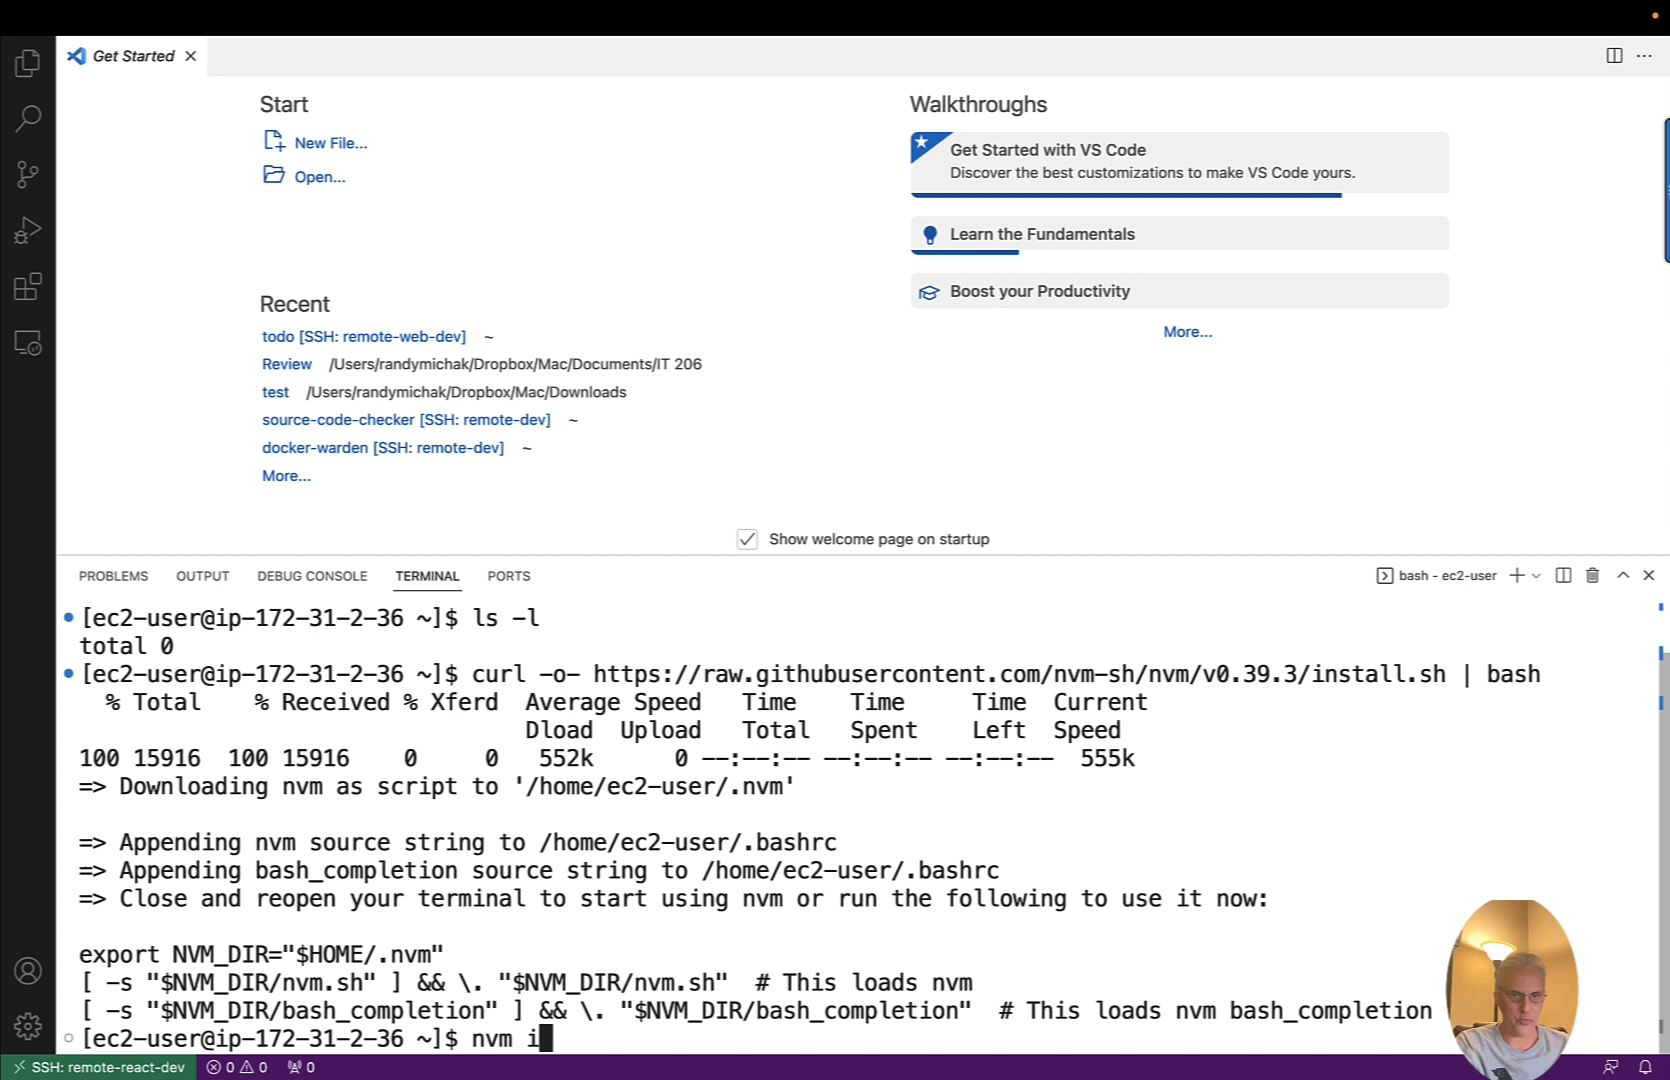 Get Started
Start
New File...
Open...
Recent
todo [SSH: remote-web-dev] ~
Review /Users/randymichak/Dropbox/Mac/Documents/IT 206
test /Users/randymichak/Dropbox/Mac/Downloads
source-code-checker [SSH: remote-dev] ~
docker-warden [SSH: remote-dev] ~
More...
Walkthroughs
Get Started with VS Code
Discover the best customizations to make VS Code yours.
Learn the Fundamentals
Boost your Productivity
More...
Show welcome page on startup
PROBLEMS OUTPUT DEBUG CONSOLE TERMINAL PORTS bash - ec2-user
[ec2-user@ip-172-31-2-36 ~]$ ls -l
total 0
[ec2-user@ip-172-31-2-36 ~]$ curl -o- https://raw.githubusercontent.com/nvm-sh/nvm/v0.39.3/install.sh | bash
% Total % Received % Xferd Average Speed Time Time Time Current
Dload Upload Total Spent Left Speed
100 15916 100 15916 0 0 552k 0 --:--:-- --:--:-- --:--:-- 555k
=> Downloading nvm as script to '/home/ec2-user/.nvm'
=> Appending nvm source string to /home/ec2-user/.bashrc
=> Appending bash_completion source string to /home/ec2-user/.bashrc
=> Close and reopen your terminal to start using nvm or run the following to use it now:
export NVM_DIR="$HOME/.nvm"
[ -s "$NVM_DIR/nvm.sh" ] && \. "$NVM_DIR/nvm.sh" # This loads nvm
[ -s "$NVM_DIR/bash_completion" ] && \. "$NVM_DIR/bash_completion" # This loads nvm bash_completion
[ec2-user@ip-172-31-2-36 ~]$ nvm i
SSH: remote-react-dev 0 0 0